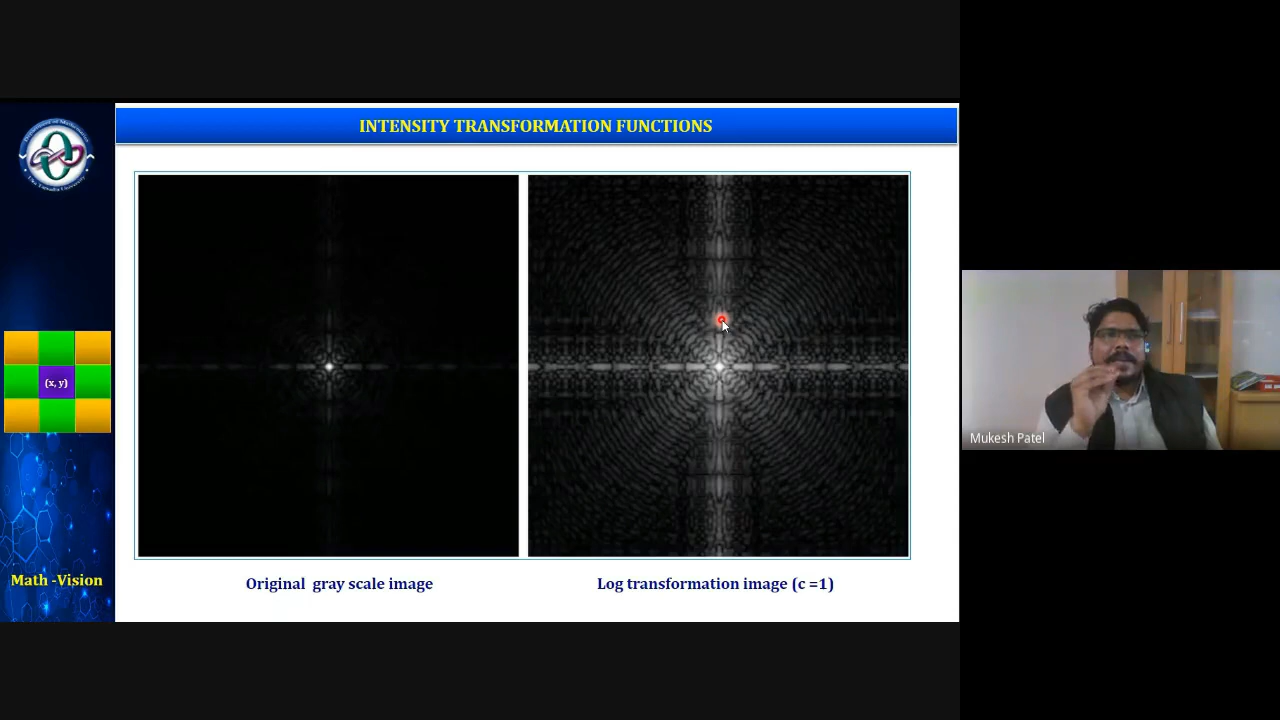 INTENSITY TRANSFORMATION FUNCTIONS
(x, y)
Math -Vision
Original gray scale image
Log transformation image (c =1)
Mukesh Patel